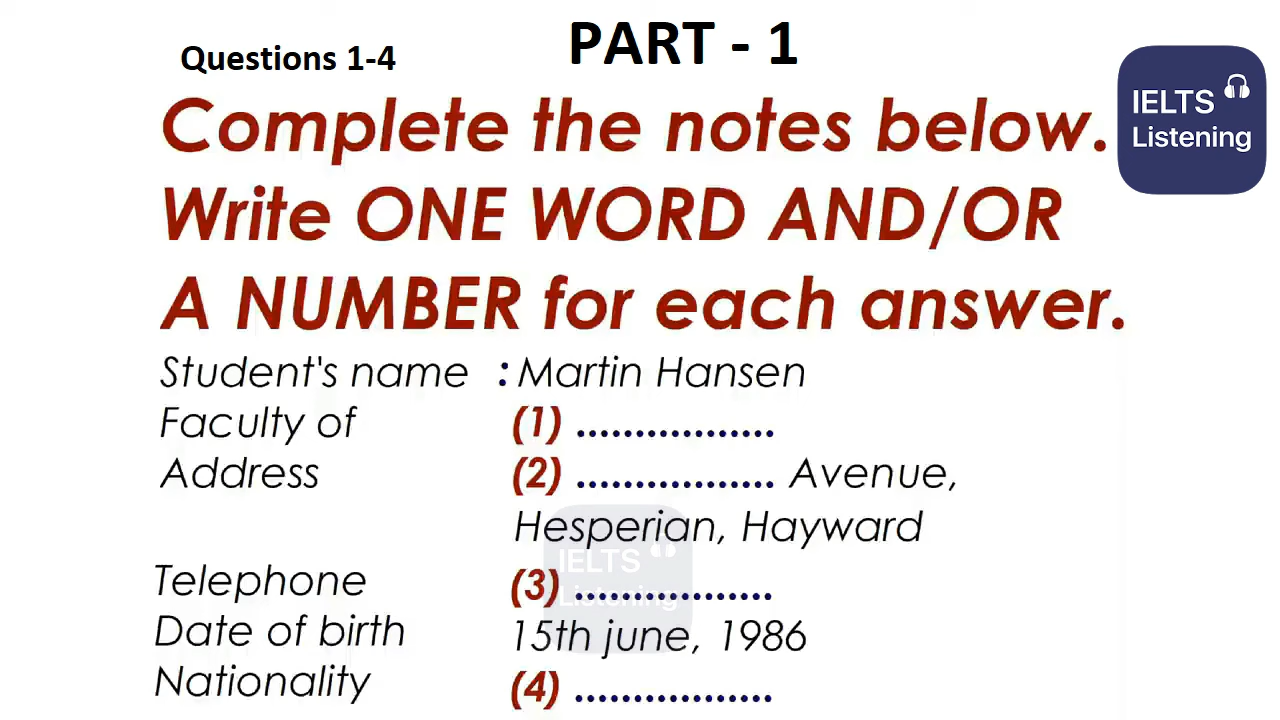 PART - 1
Questions 1-4
IELTS
Listening
Complete the notes below.
Write ONE WORD AND/OR
A NUMBER for each answer.
Student's name : Martin Hansen
Faculty of (1) .................
Address (2) ................. Avenue,
Hesperian, Hayward
IELTS
Listening
Telephone (3) .................
Date of birth 15th june, 1986
Nationality (4) .................